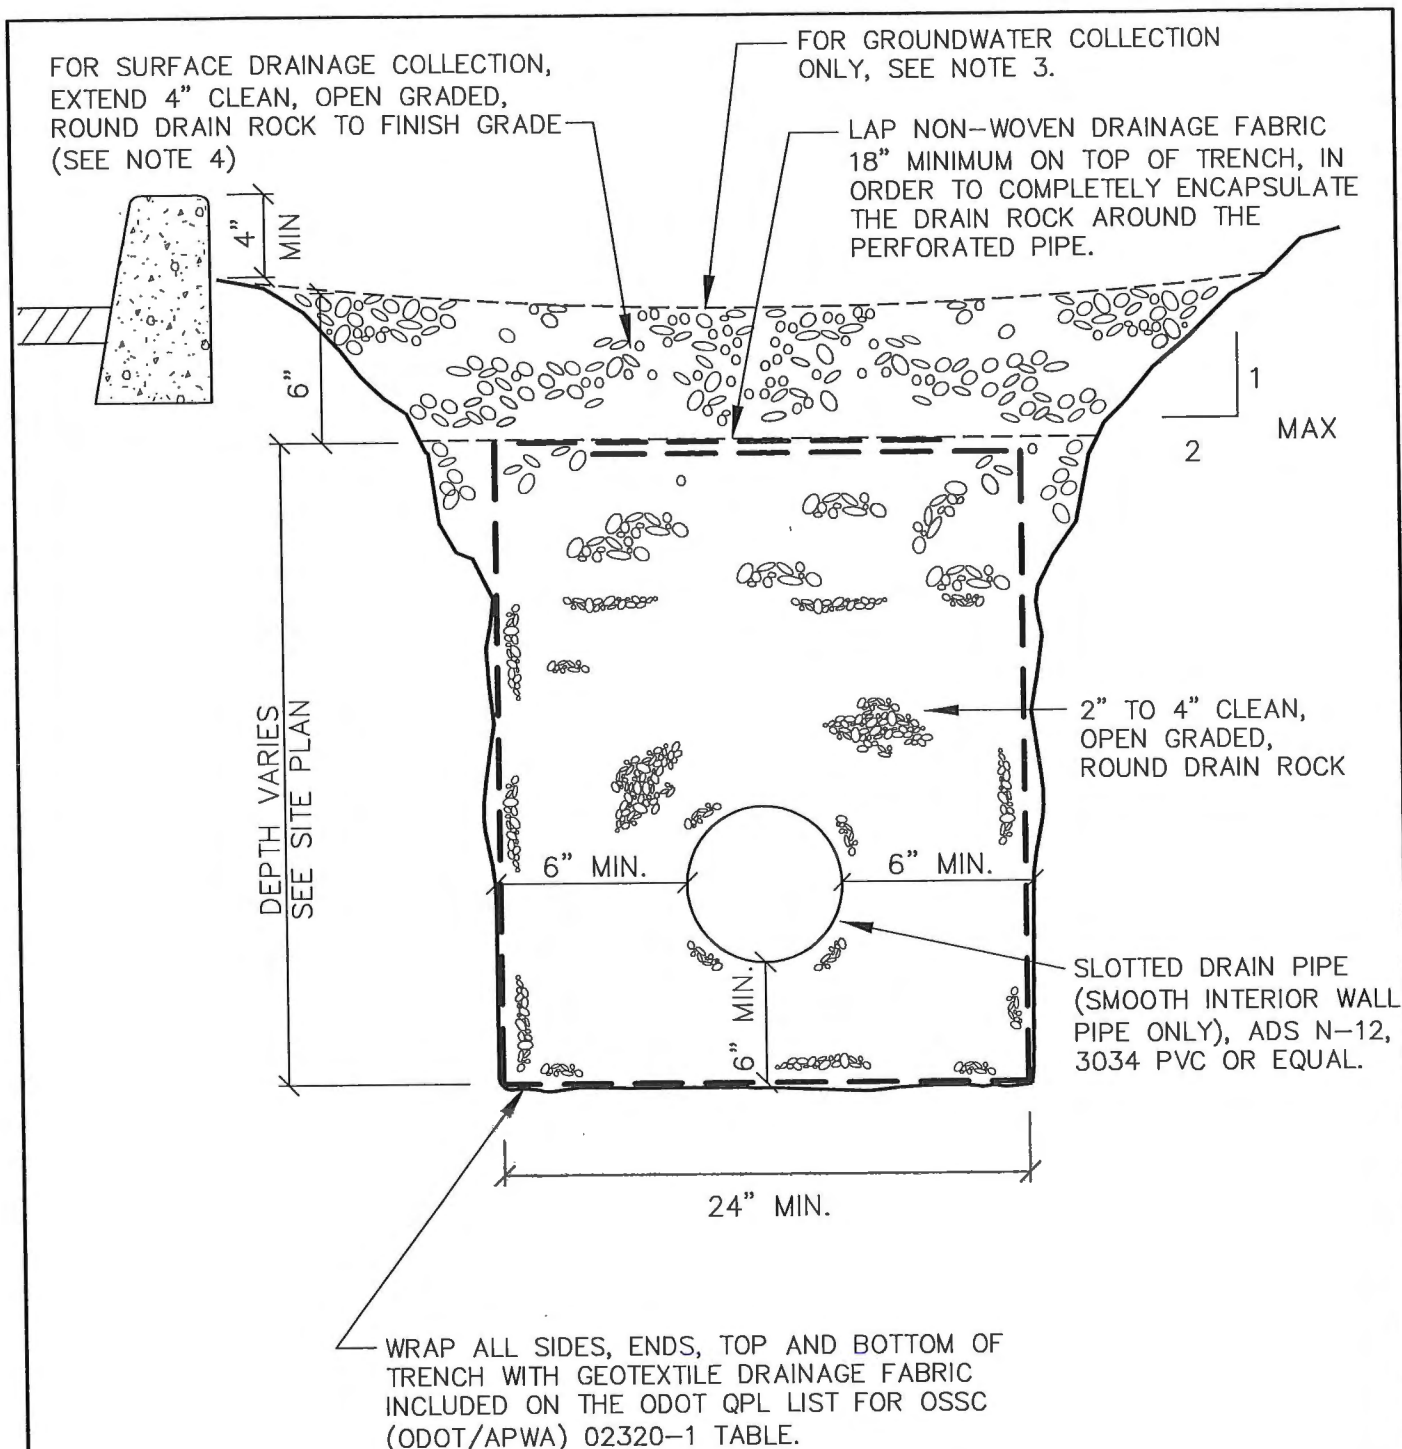 FOR SURFACE DRAINAGE COLLECTION,
EXTEND 4" CLEAN, OPEN GRADED,
ROUND DRAIN ROCK TO FINISH GRADE
(SEE NOTE 4)
FOR GROUNDWATER COLLECTION
ONLY, SEE NOTE 3.
LAP NON-WOVEN DRAINAGE FABRIC
18" MINIMUM ON TOP OF TRENCH, IN
ORDER TO COMPLETELY ENCAPSULATE
THE DRAIN ROCK AROUND THE
PERFORATED PIPE.
4"
MIN
6"
1
2
MAX
DEPTH VARIES
SEE SITE PLAN
2" TO 4" CLEAN,
OPEN GRADED,
ROUND DRAIN ROCK
6" MIN.
6" MIN.
6" MIN.
SLOTTED DRAIN PIPE
(SMOOTH INTERIOR WALL
PIPE ONLY), ADS N-12,
3034 PVC OR EQUAL.
24" MIN.
WRAP ALL SIDES, ENDS, TOP AND BOTTOM OF
TRENCH WITH GEOTEXTILE DRAINAGE FABRIC
INCLUDED ON THE ODOT QPL LIST FOR OSSC
(ODOT/APWA) 02320-1 TABLE.